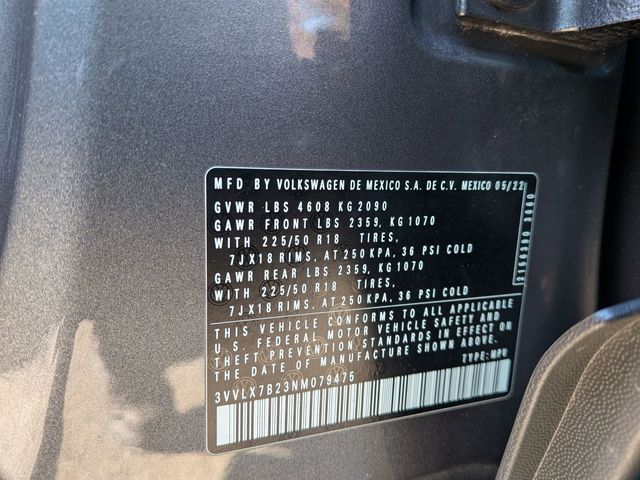 MFD BY VOLKSWAGEN DE MEXICO S.A. DE C.V. MEXICO 05/22
GVWR LBS 4608 KG 2090
GAWR FRONT LBS 2359, KG 1070
WITH 225/50 R18 TIRES,
7JX18 RIMS, AT 250 KPA, 36 PSI COLD
GAWR REAR LBS 2359, KG 1070
WITH 225/50 R18 TIRES,
7JX18 RIMS, AT 250 KPA, 36 PSI COLD
THIS VEHICLE CONFORMS TO ALL APPLICABLE
U.S. FEDERAL MOTOR VEHICLE SAFETY AND
THEFT PREVENTION STANDARDS IN EFFECT ON
THE DATE OF MANUFACTURE SHOWN ABOVE.
TYPE: MPV
3VVLX7B23NM079475